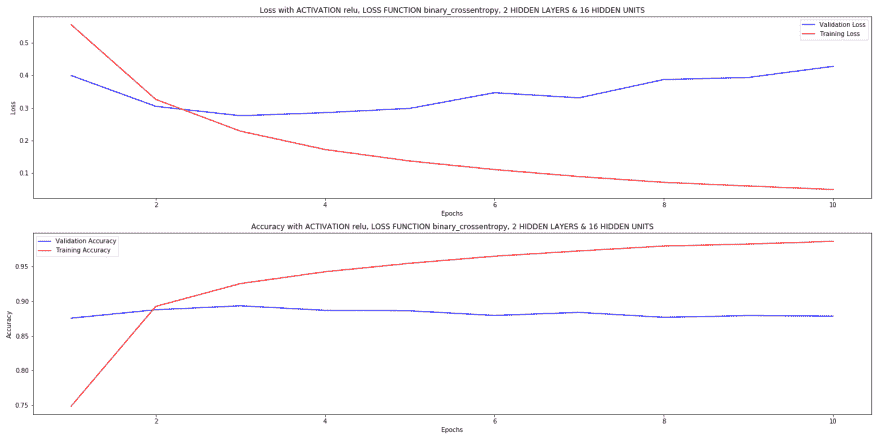 Loss with ACTIVATION relu, LOSS FUNCTION binary_crossentropy, 2 HIDDEN LAYERS & 16 HIDDEN UNITS
Validation Loss
Training Loss
0.5
0.4
0.3
0.2
0.1
Loss
2
4
6
8
10
Epochs
Accuracy with ACTIVATION relu, LOSS FUNCTION binary_crossentropy, 2 HIDDEN LAYERS & 16 HIDDEN UNITS
Validation Accuracy
Training Accuracy
0.95
0.90
0.85
0.80
0.75
Accuracy
2
4
6
8
10
Epochs